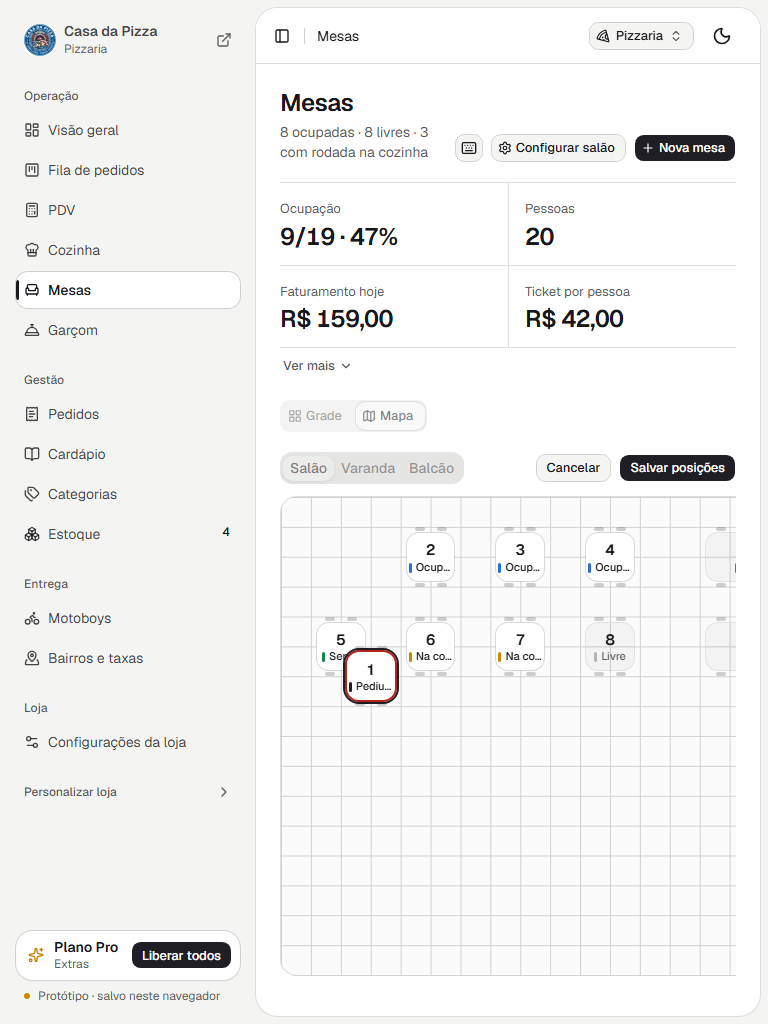 Casa da Pizza
Pizzaria
Operação
Visão geral
Fila de pedidos
PDV
Cozinha
Mesas
Garçom
Gestão
Pedidos
Cardápio
Categorias
Estoque 4
Entrega
Motoboys
Bairros e taxas
Loja
Configurações da loja
Personalizar loja
Plano Pro
Extras
Liberar todos
Protótipo · salvo neste navegador
Mesas
Pizzaria
Mesas
8 ocupadas · 8 livres · 3
com rodada na cozinha
Configurar salão
Nova mesa
Ocupação
9/19 · 47%
Pessoas
20
Faturamento hoje
R$ 159,00
Ticket por pessoa
R$ 42,00
Ver mais
Grade Mapa
Salão Varanda Balcão
Cancelar Salvar posições
2
Ocup...
3
Ocup...
4
Ocup...
5
6
Na co...
7
Na co...
8
Livre
1
Pediu...